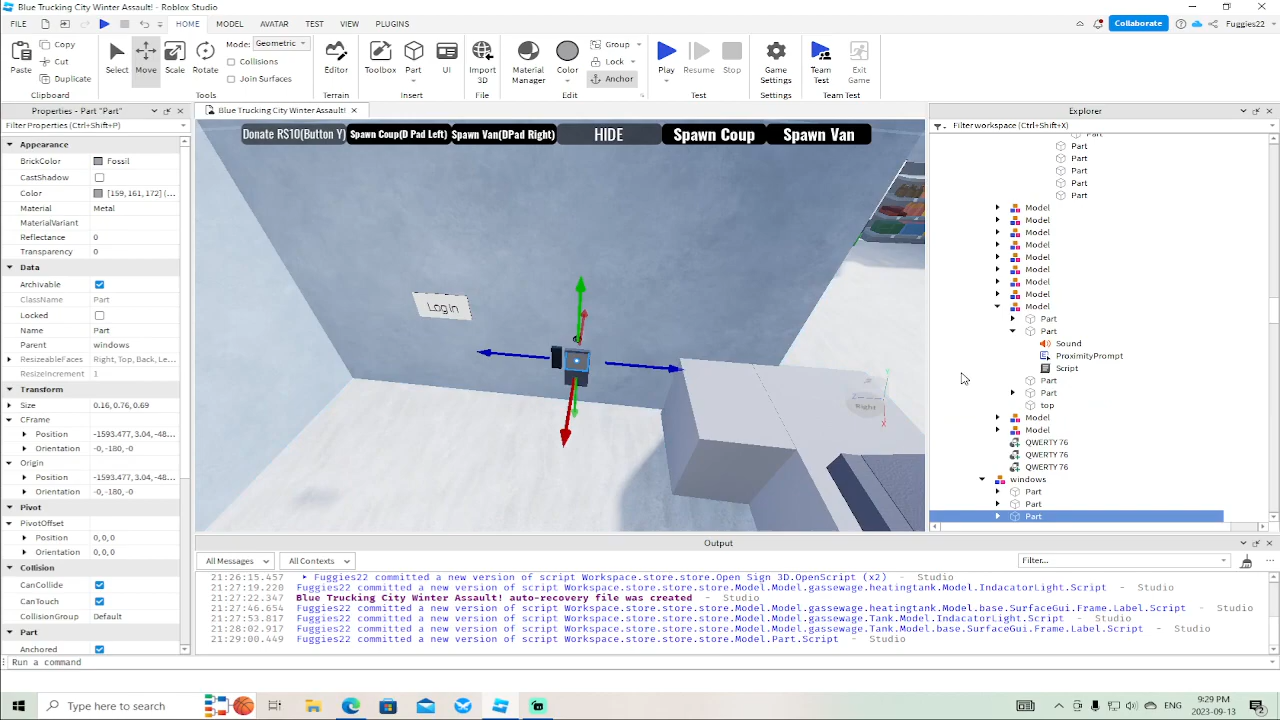 Blue Trucking City Winter Assault! - Roblox Studio
FILE HOME MODEL AVATAR TEST VIEW PLUGINS Collaborate Fuggies22
Copy Mode: Geometric Group
Cut Collisions Lock
Duplicate Join Surfaces Anchor
Paste Select Move Scale Rotate Editor Toolbox Part UI Import 3D Material Manager Color Play Resume Stop Game Settings Team Test Exit Game
Clipboard Tools Terrain Insert File Edit Test Settings Team Test
Properties - Part "Part"
Filter Properties (Ctrl+Shift+P)
Appearance
BrickColor Fossil
CastShadow
Color [159,161,172] (...
Material Metal
MaterialVariant
Reflectance 0
Transparency 0
Data
Archivable
ClassName Part
Locked
Name Part
Parent windows
ResizeableFaces Right, Top, Back, Le...
ResizeIncrement 1
Transform
Size 0.16, 0.76, 0.69
CFrame
Position -1593.477, 3.04, -48...
Orientation -0, -180, -0
Origin
Position -1593.477, 3.04, -48...
Orientation -0, -180, -0
Pivot
PivotOffset
Position 0, 0, 0
Orientation 0, 0, 0
Collision
CanCollide
CanTouch
CollisionGroup Default
Part
Anchored
Blue Trucking City Winter Assault!
Donate RS10(Button Y) Spawn Coup(D Pad Left) Spawn Van(DPad Right) HIDE Spawn Coup Spawn Van
Log in
Right
X
Explorer
Filter workspace (Ctrl+Shift+X)
Part
Part
Part
Part
Part
Part
Model
Model
Model
Model
Model
Model
Model
Model
Model
Part
Part
Sound
ProximityPrompt
Script
Part
Part
top
Model
Model
QWERTY 76
QWERTY 76
QWERTY 76
windows
Part
Part
Part
Output
All Messages All Contexts Filter...
21:26:15.457 Fuggies22 committed a new version of script Workspace.store.store.Open Sign 3D.OpenScript (x2) - Studio
21:27:19.220 Fuggies22 committed a new version of script Workspace.store.store.Model.Model.gassewage.heatingtank.Model.IndacatorLight.Script - Studio
21:27:22.347 Blue Trucking City Winter Assault! auto-recovery file was created - Studio
21:27:46.654 Fuggies22 committed a new version of script Workspace.store.store.Model.Model.gassewage.heatingtank.Model.base.SurfaceGui.Frame.Label.Script - Studio
21:27:53.817 Fuggies22 committed a new version of script Workspace.store.store.Model.Model.gassewage.Tank.Model.IndacatorLight.Script - Studio
21:28:02.917 Fuggies22 committed a new version of script Workspace.store.store.Model.Model.gassewage.Tank.Model.base.SurfaceGui.Frame.Label.Script - Studio
21:29:00.449 Fuggies22 committed a new version of script Workspace.store.store.Model.Part.Script - Studio
Run a command
Type here to search
ENG 9:29 PM
2023-09-13
2